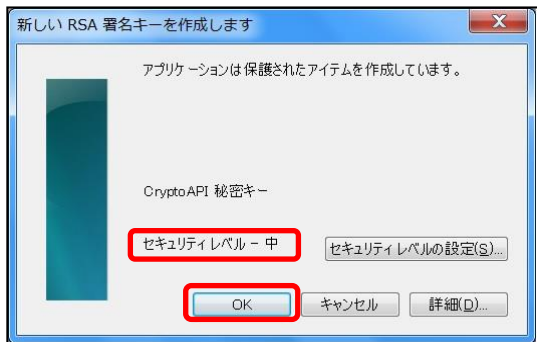 新しい RSA 署名キーを作成します
アプリケーションは保護されたアイテムを作成しています。
CryptoAPI 秘密キー
セキュリティレベル - 中
セキュリティレベルの設定(S)...
OK
キャンセル
詳細(D)...